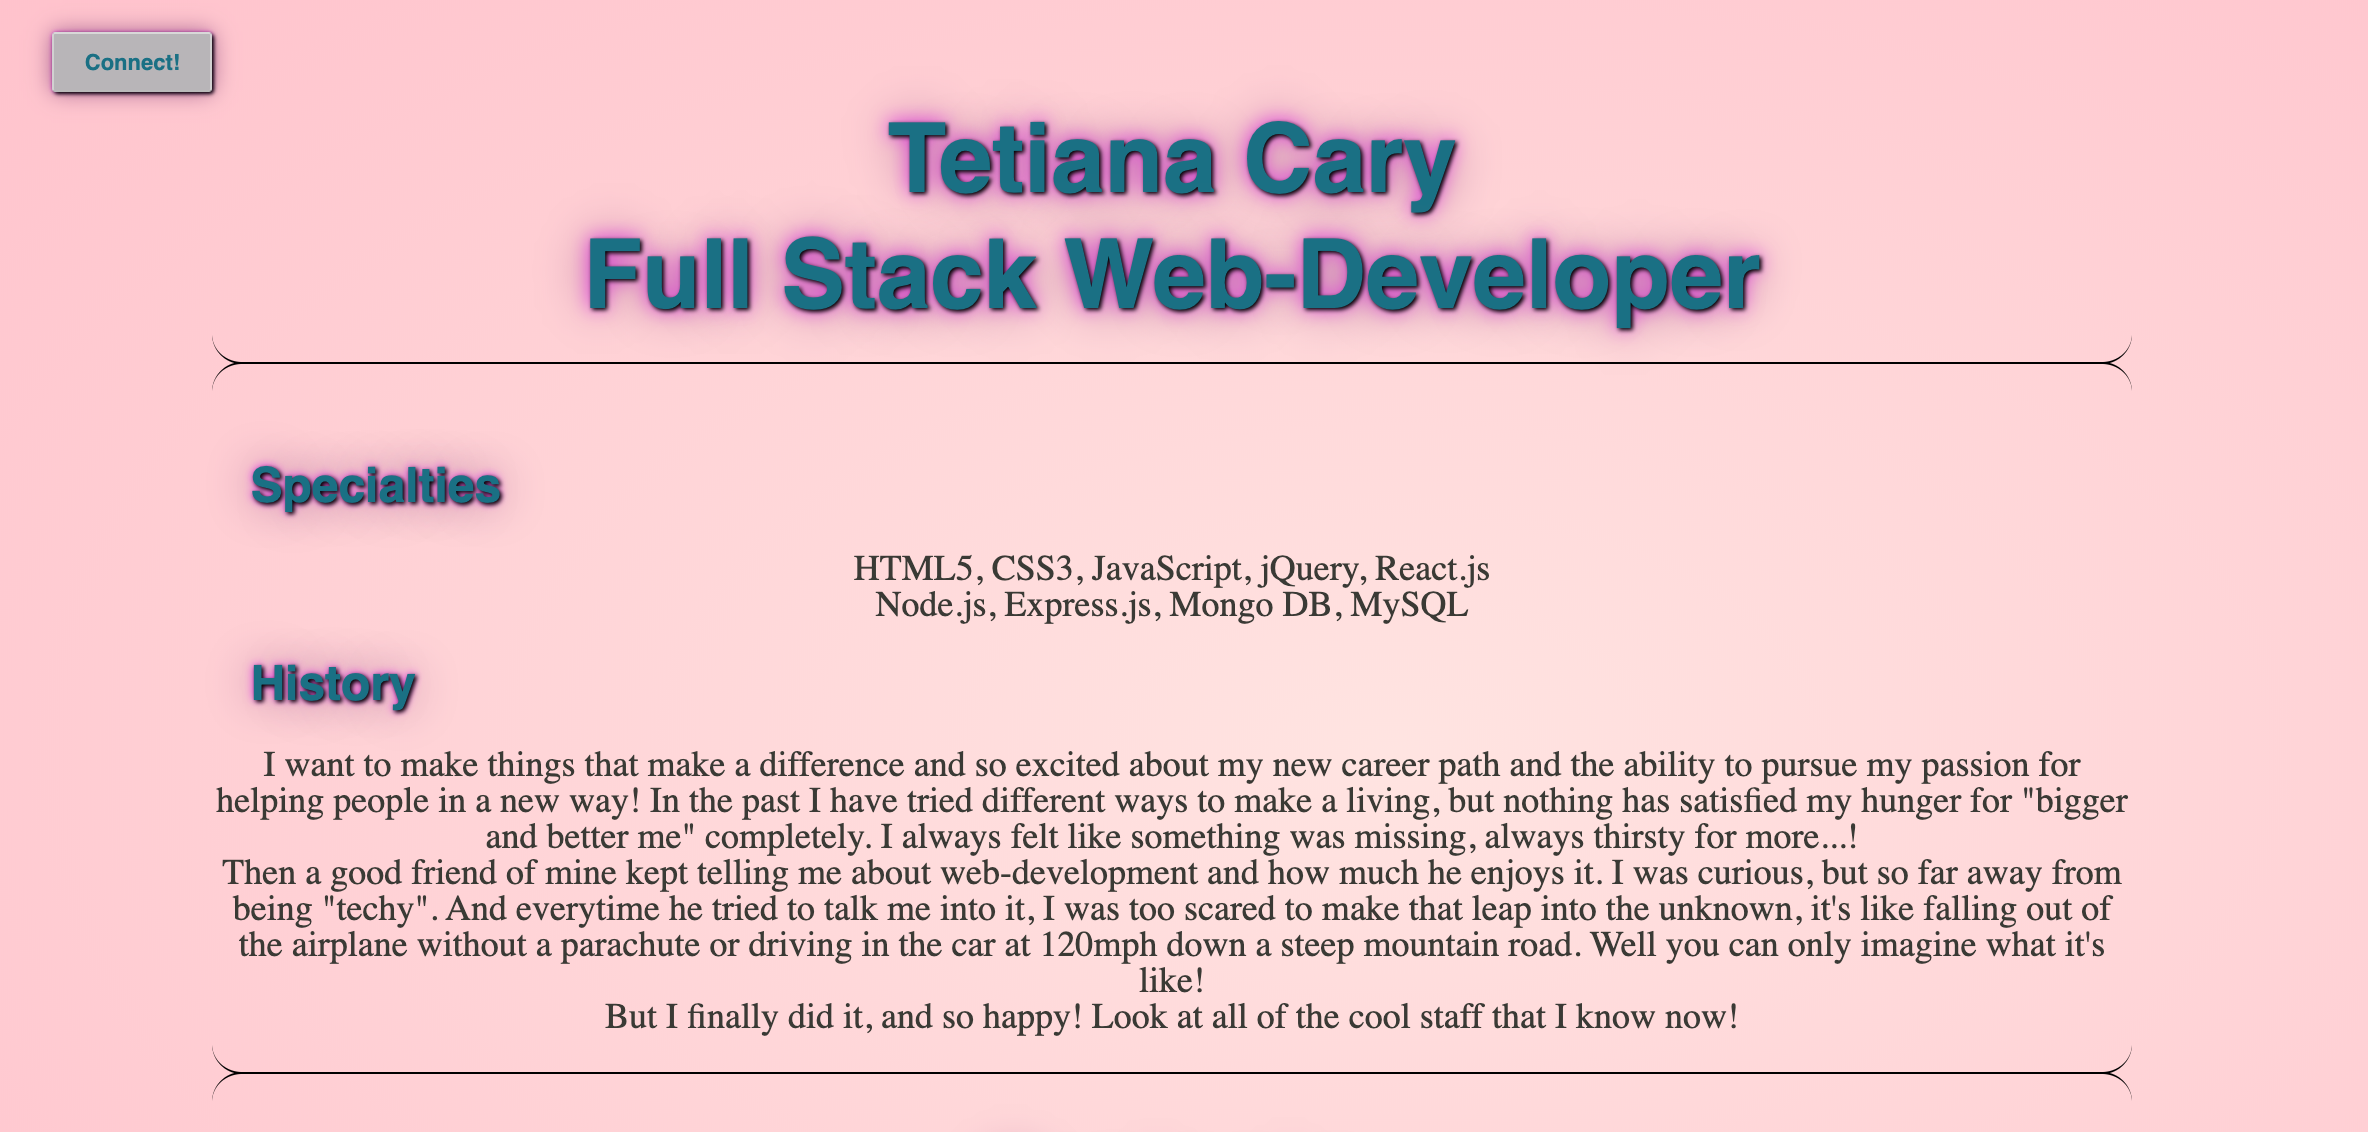 Connect!
Tetiana Cary
Full Stack Web-Developer
Specialties
HTML5, CSS3, JavaScript, jQuery, React.js
Node.js, Express.js, Mongo DB, MySQL
History
I want to make things that make a difference and so excited about my new career path and the ability to pursue my passion for
helping people in a new way! In the past I have tried different ways to make a living, but nothing has satisfied my hunger for "bigger
and better me" completely. I always felt like something was missing, always thirsty for more...!
Then a good friend of mine kept telling me about web-development and how much he enjoys it. I was curious, but so far away from
being "techy". And everytime he tried to talk me into it, I was too scared to make that leap into the unknown, it's like falling out of
the airplane without a parachute or driving in the car at 120mph down a steep mountain road. Well you can only imagine what it's
like!
But I finally did it, and so happy! Look at all of the cool staff that I know now!